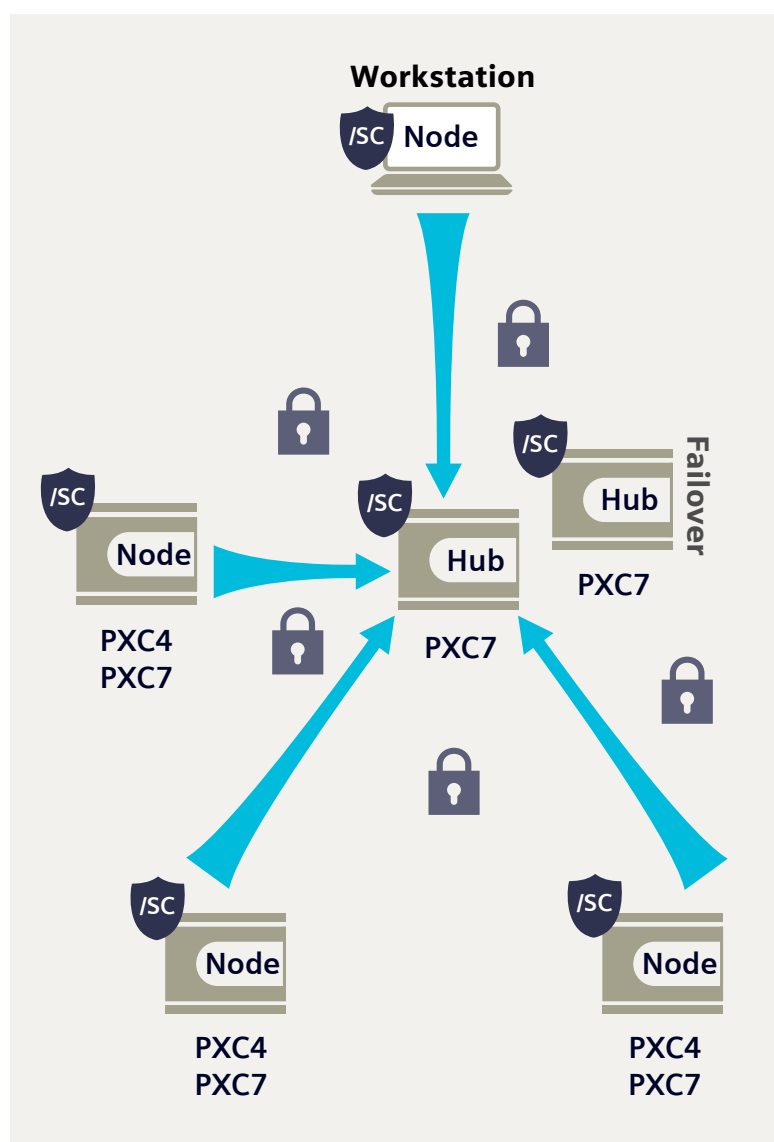 Workstation
/SC
Node
/SC
Hub
Failover
PXC7
/SC
Node
PXC4
PXC7
/SC
Hub
PXC7
/SC
Node
PXC4
PXC7
/SC
Node
PXC4
PXC7